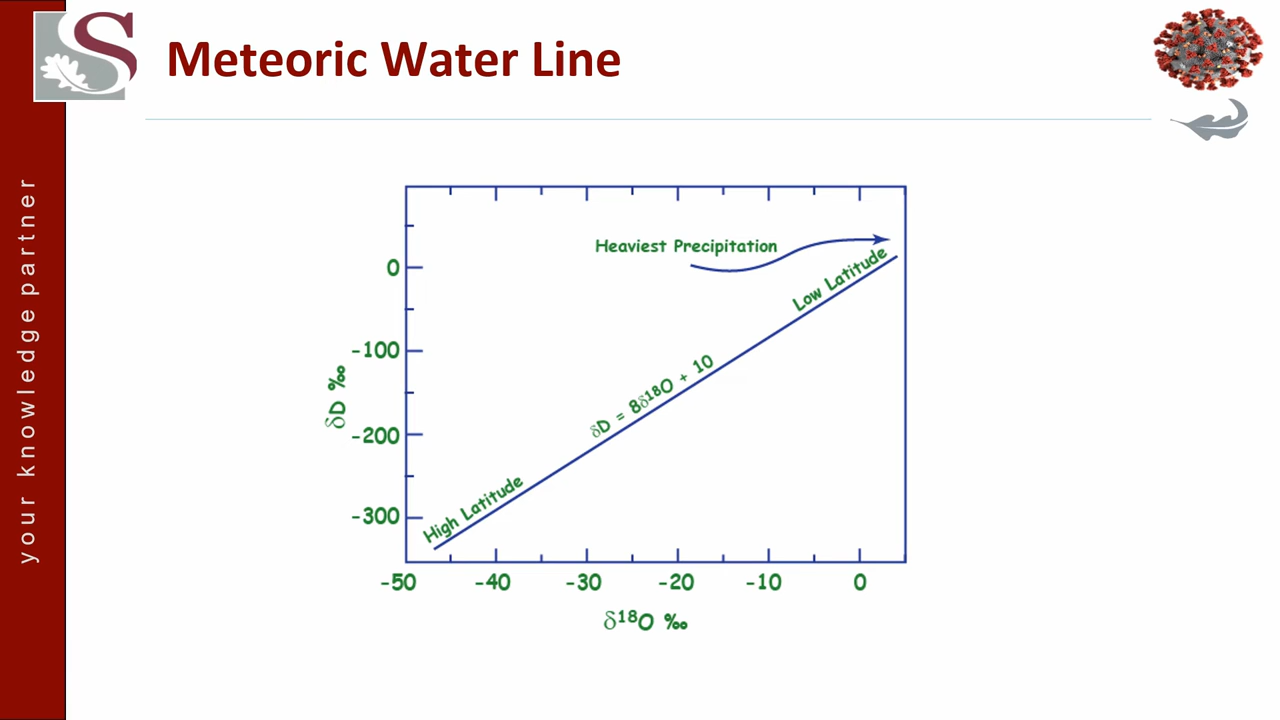 S
Meteoric Water Line
your knowledge partner
Heaviest Precipitation
Low Latitude
δD = 8δ¹⁸O + 10
High Latitude
δD ‰
0
-100
-200
-300
-50 -40 -30 -20 -10 0
δ¹⁸O ‰